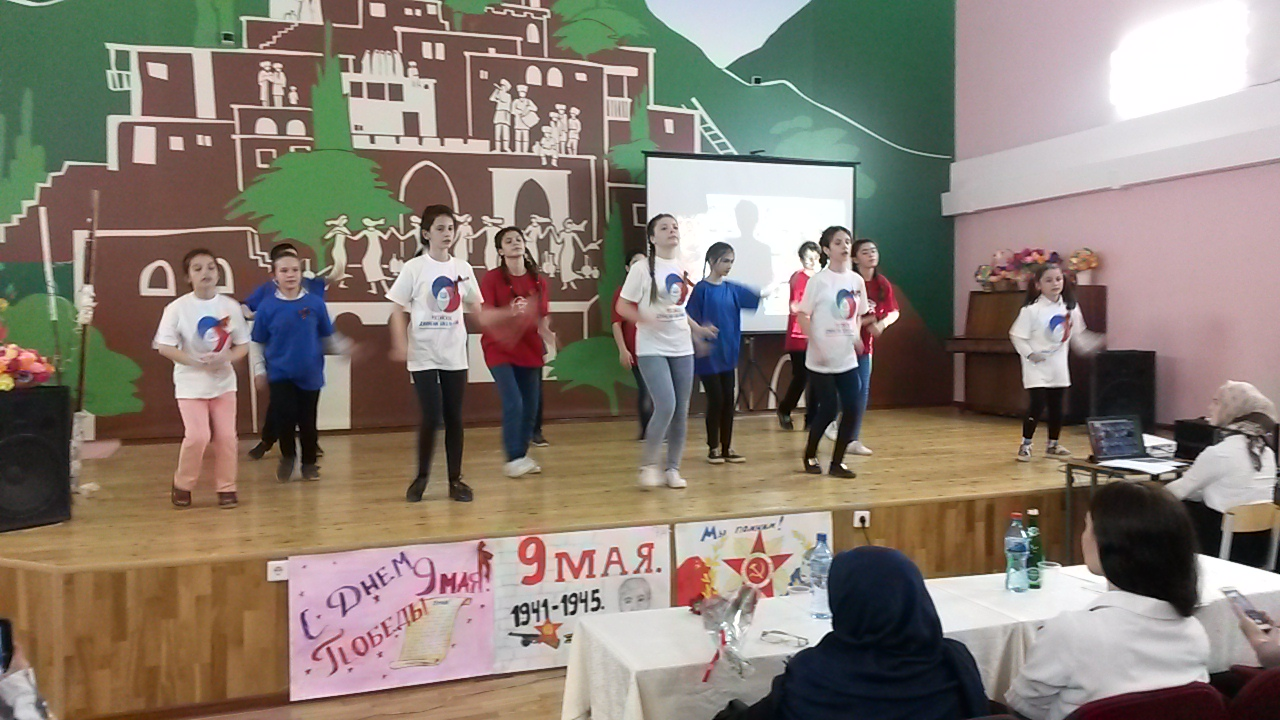 С ДНЕМ
ПОБЕДЫ
9 МАЯ!
9 МАЯ.
1941-1945.
Мы помним!